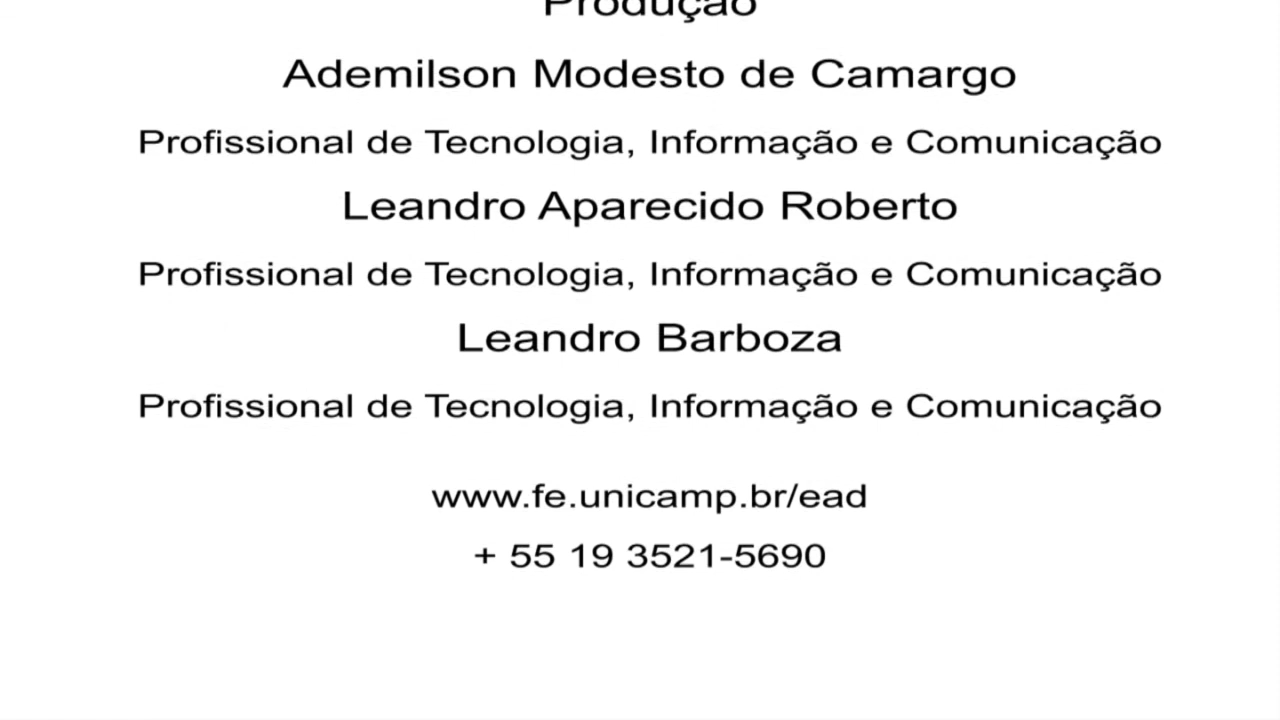 Produção
Ademilson Modesto de Camargo
Profissional de Tecnologia, Informação e Comunicação
Leandro Aparecido Roberto
Profissional de Tecnologia, Informação e Comunicação
Leandro Barboza
Profissional de Tecnologia, Informação e Comunicação
www.fe.unicamp.br/ead
+ 55 19 3521-5690